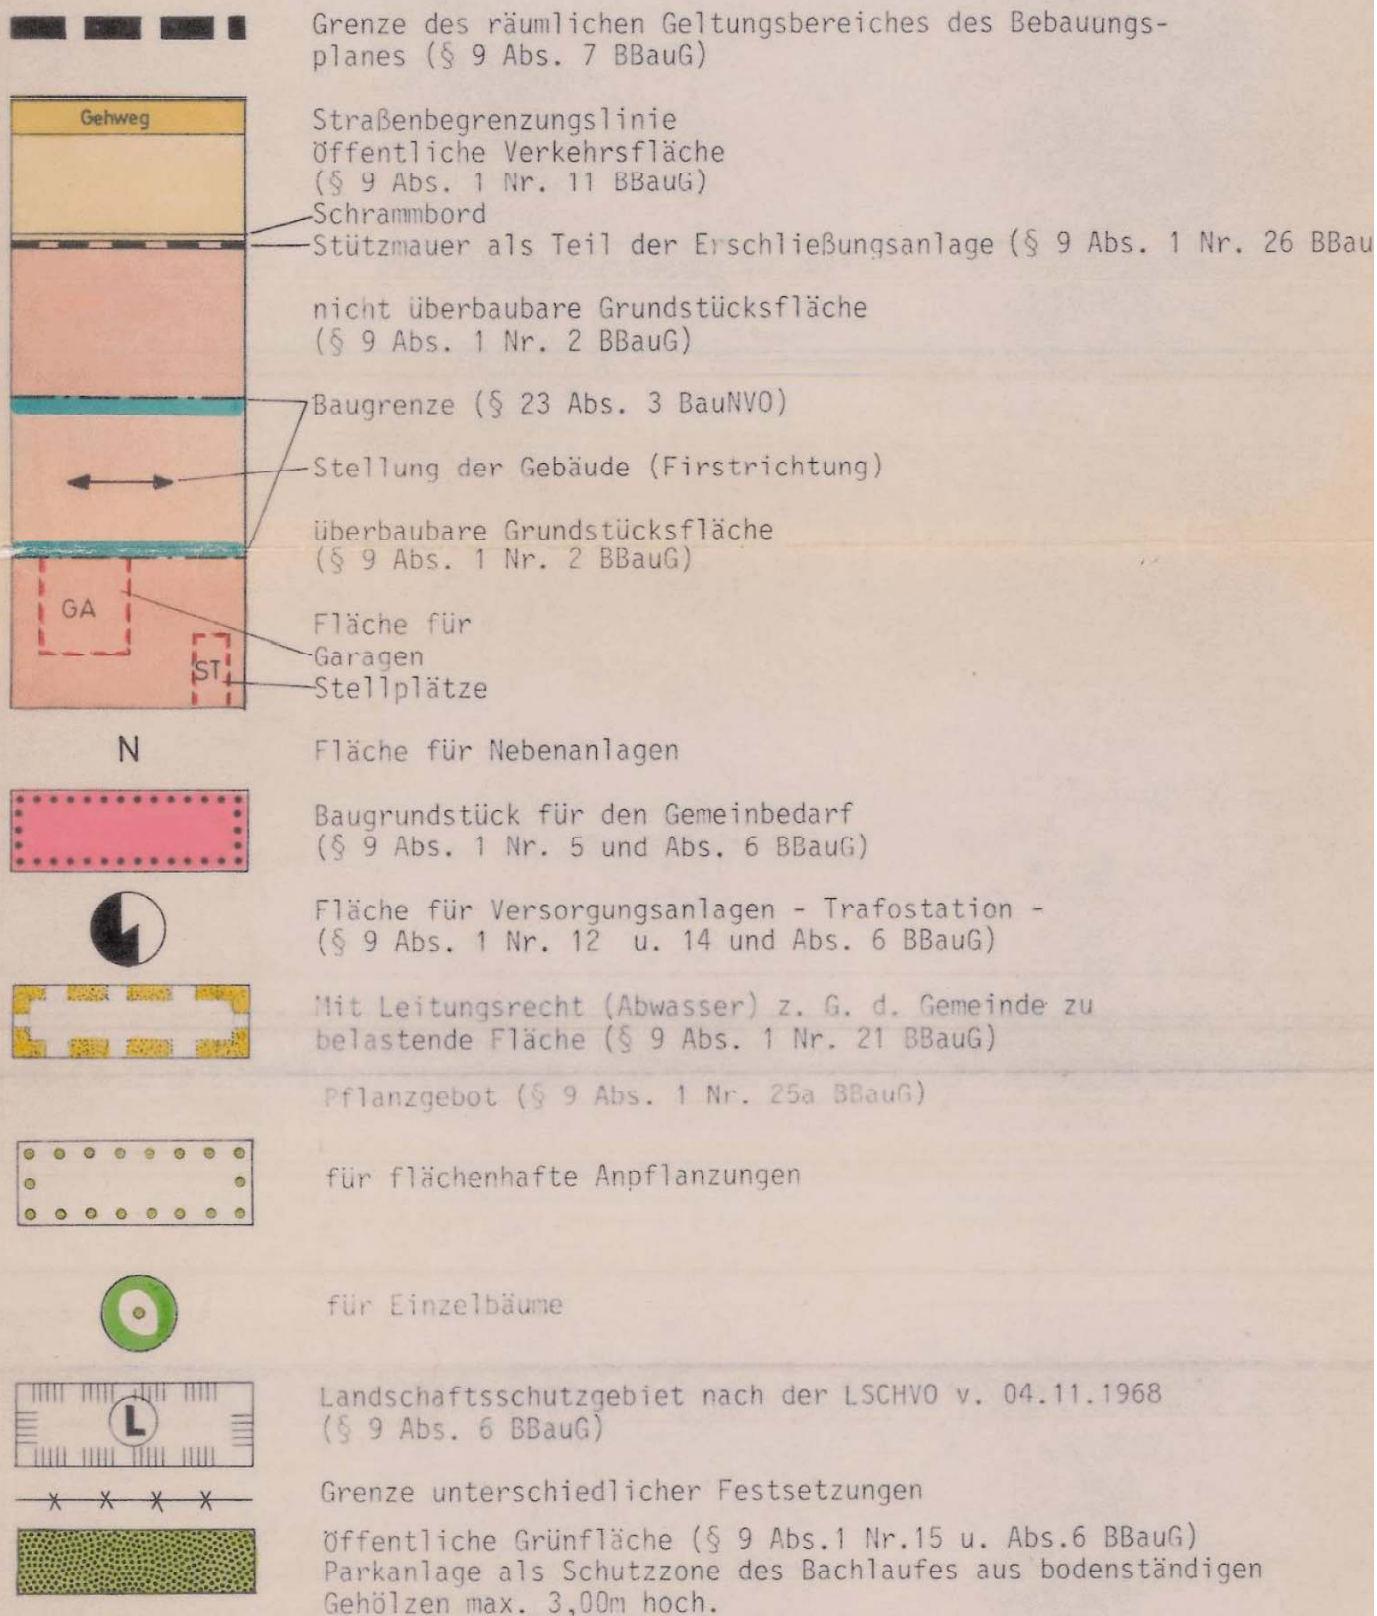 Grenze des räumlichen Geltungsbereiches des Bebauungs-
planes (§ 9 Abs. 7 BBauG)
Gehweg
Straßenbegrenzungslinie
öffentliche Verkehrsfläche
(§ 9 Abs. 1 Nr. 11 BBauG)
Schrammbord
Stützmauer als Teil der Erschließungsanlage (§ 9 Abs. 1 Nr. 26 BBau
nicht überbaubare Grundstücksfläche
(§ 9 Abs. 1 Nr. 2 BBauG)
Baugrenze (§ 23 Abs. 3 BauNVO)
Stellung der Gebäude (Firstrichtung)
überbaubare Grundstücksfläche
(§ 9 Abs. 1 Nr. 2 BBauG)
GA
Fläche für
Garagen
ST
Stellplätze
N Fläche für Nebenanlagen
Baugrundstück für den Gemeinbedarf
(§ 9 Abs. 1 Nr. 5 und Abs. 6 BBauG)
Fläche für Versorgungsanlagen - Trafostation -
(§ 9 Abs. 1 Nr. 12 u. 14 und Abs. 6 BBauG)
Mit Leitungsrecht (Abwasser) z. G. d. Gemeinde zu
belastende Fläche (§ 9 Abs. 1 Nr. 21 BBauG)
Pflanzgebot (§ 9 Abs. 1 Nr. 25a BBauG)
für flächenhafte Anpflanzungen
für Einzelbäume
L
Landschaftsschutzgebiet nach der LSCHVO v. 04.11.1968
(§ 9 Abs. 6 BBauG)
Grenze unterschiedlicher Festsetzungen
Öffentliche Grünfläche (§ 9 Abs.1 Nr.15 u. Abs.6 BBauG)
Parkanlage als Schutzzone des Bachlaufes aus bodenständigen
Gehölzen max. 3,00m hoch.